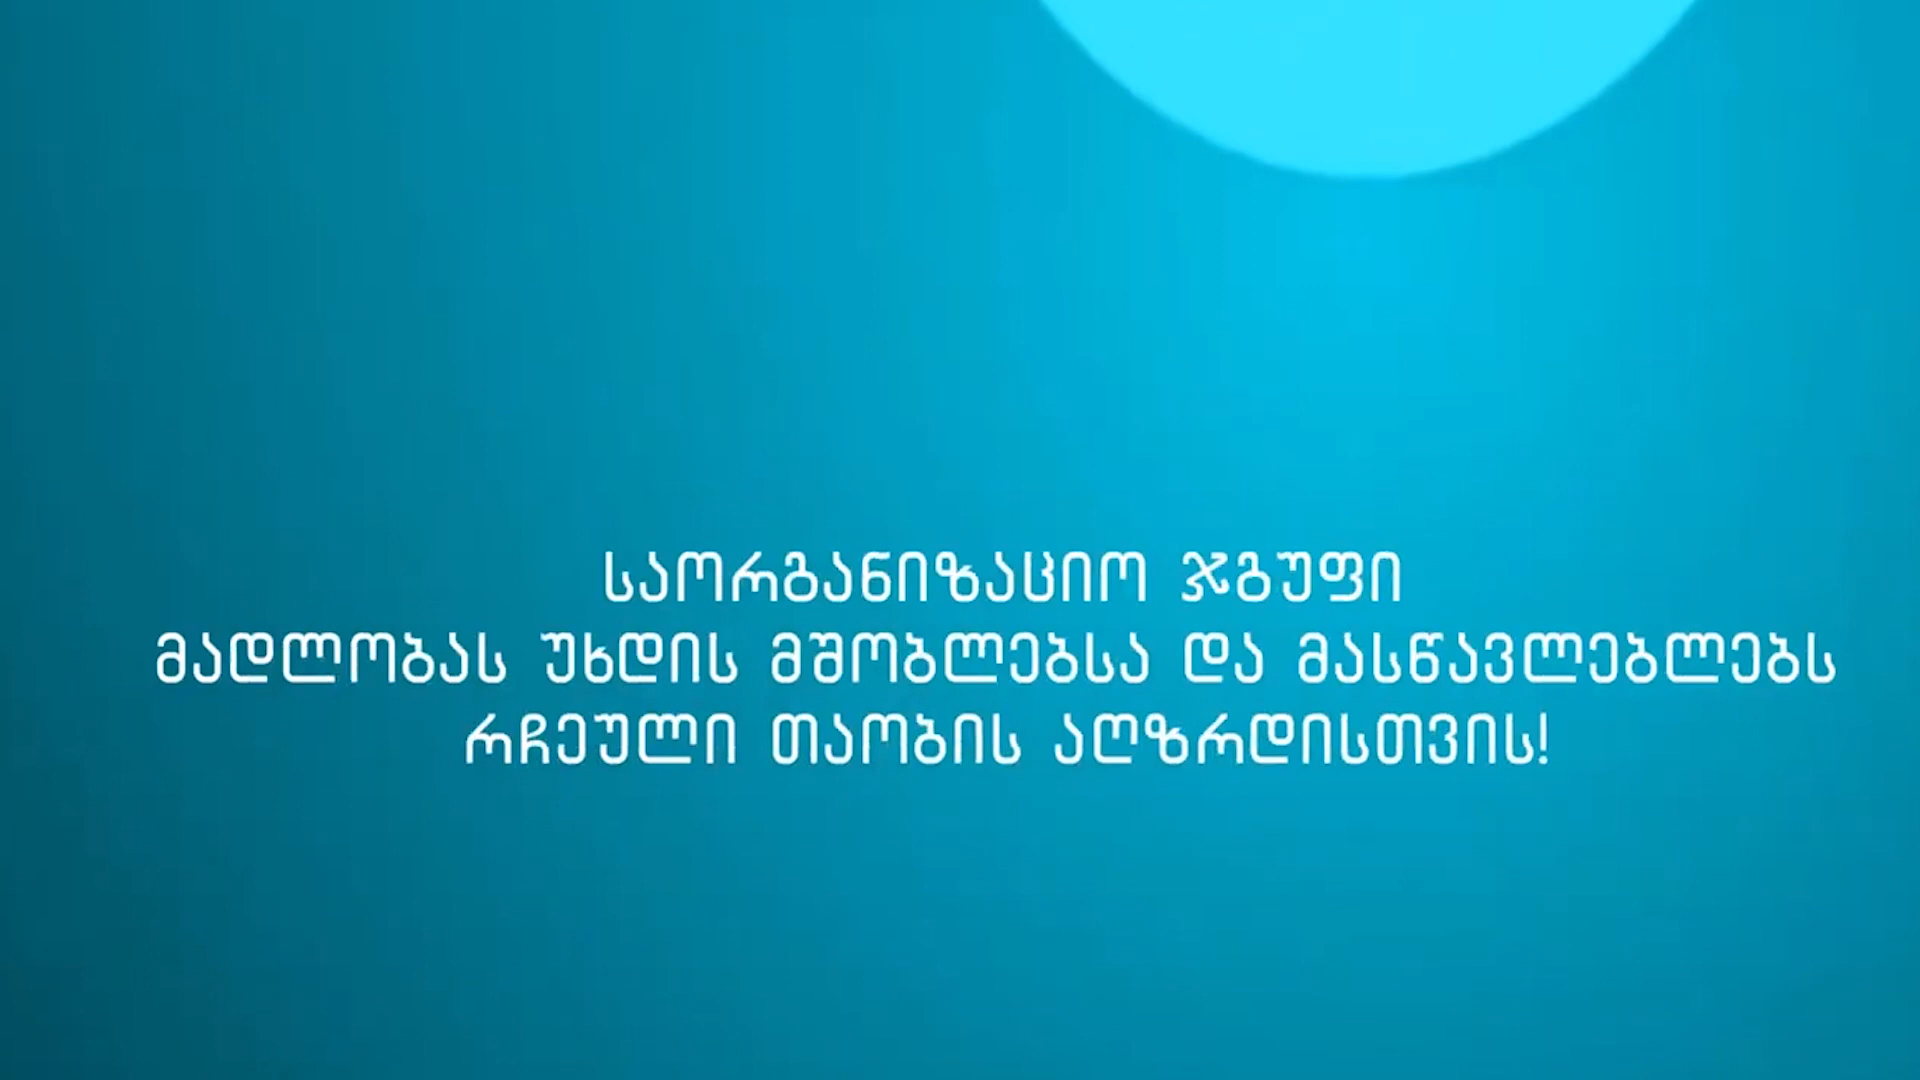 საორგანიზაციო ჯგუფი
მადლობას უხდის მშობლებსა და მასწავლებლებს
რჩეული თაობის აღზრდისთვის!